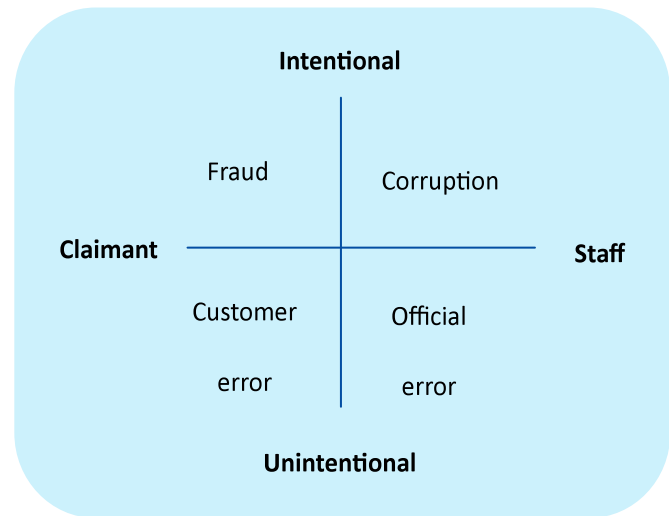 Intentional
Fraud
Corruption
Claimant
Staff
Customer
error
Official
error
Unintentional